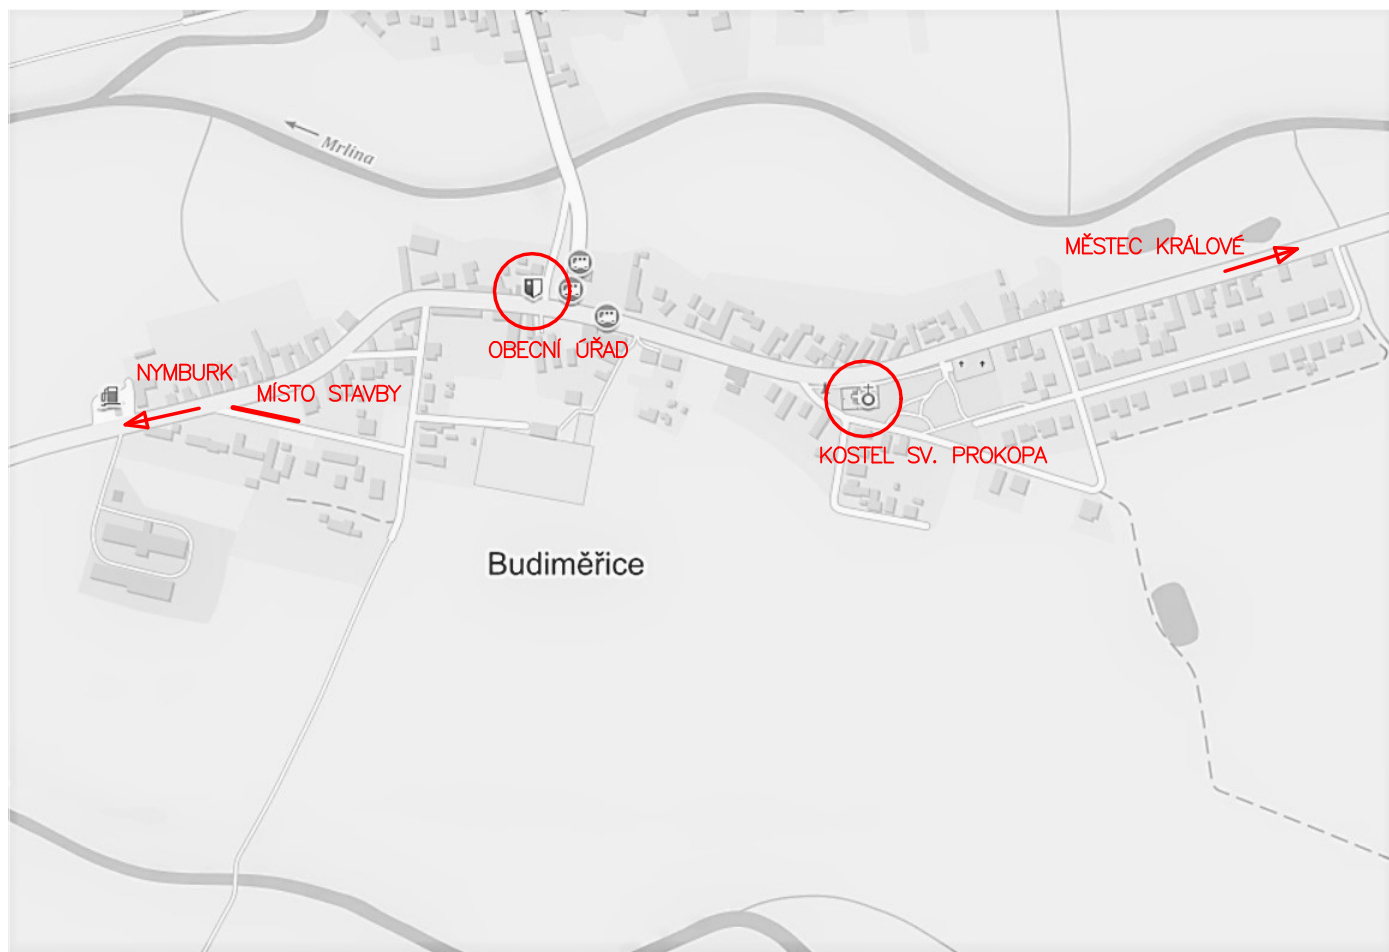 Mrlina
MĚSTEC KRÁLOVÉ
OBECNÍ ÚŘAD
NYMBURK
MÍSTO STAVBY
KOSTEL SV. PROKOPA
Budiměřice